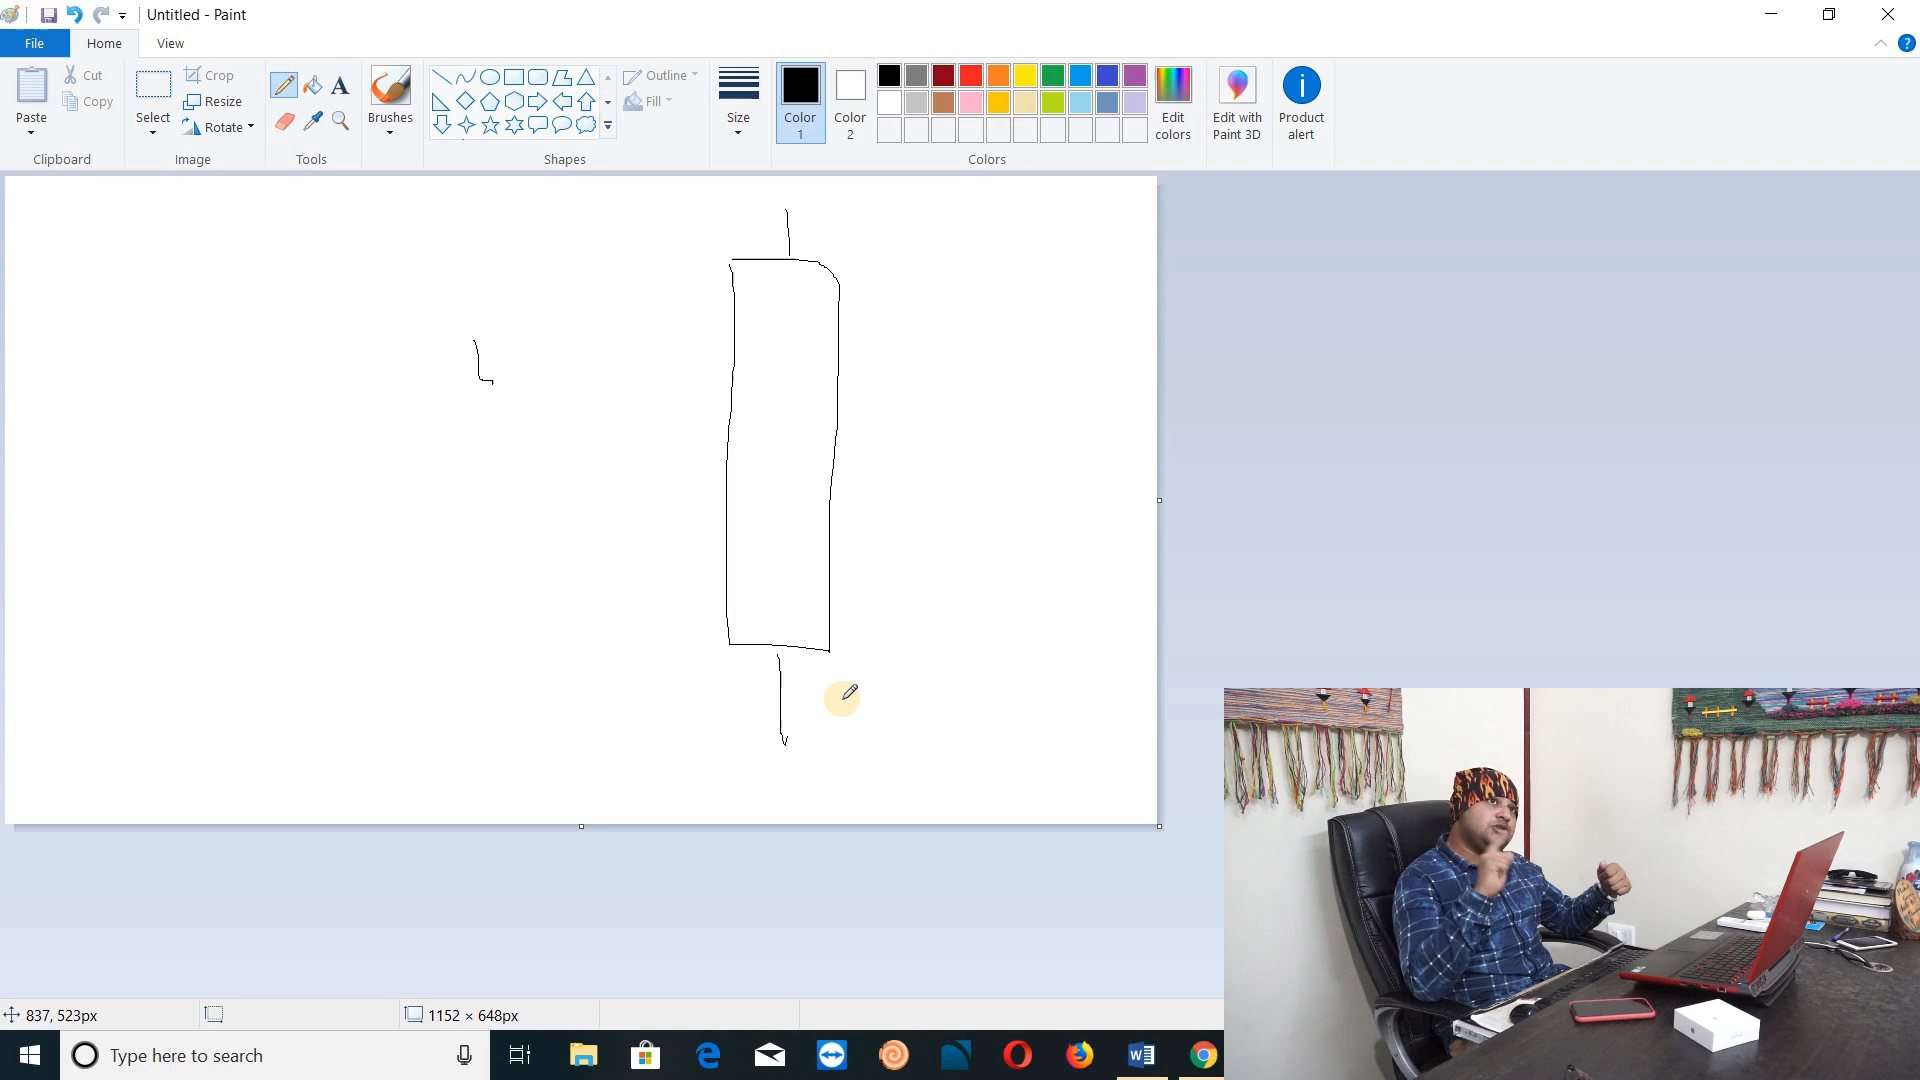 Untitled - Paint
File Home View
Paste
Cut
Copy
Clipboard
Select
Crop
Resize
Rotate
Image
A
Tools
Brushes
Shapes
Outline
Fill
Size
Color
1
Color
2
Colors
Edit
colors
Edit with
Paint 3D
Product
alert
837, 523px
1152 × 648px
Type here to search